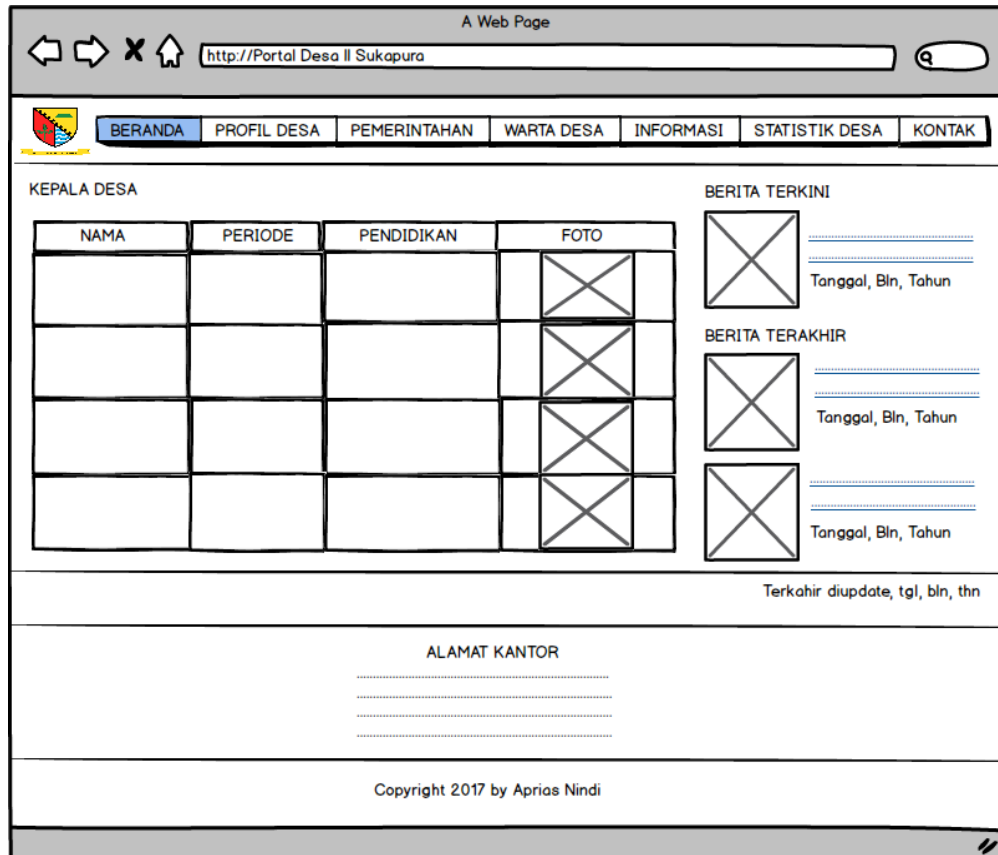 A Web Page
http://Portal Desa II Sukapura
BERANDA PROFIL DESA PEMERINTAHAN WARTA DESA INFORMASI STATISTIK DESA KONTAK
KEPALA DESA
NAMA PERIODE PENDIDIKAN FOTO
BERITA TERKINI
Tanggal, Bln, Tahun
BERITA TERAKHIR
Tanggal, Bln, Tahun
Tanggal, Bln, Tahun
Terkahir diupdate, tgl, bln, thn
ALAMAT KANTOR
Copyright 2017 by Aprias Nindi